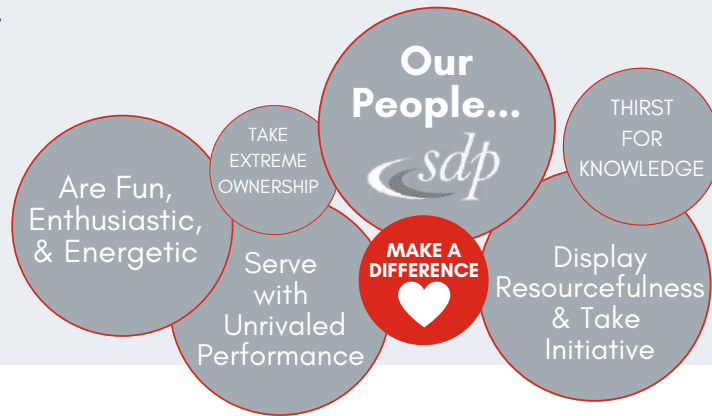 Our
People...
sdp
TAKE
EXTREME
OWNERSHIP
THIRST
FOR
KNOWLEDGE
Are Fun,
Enthusiastic,
& Energetic
Serve
with
Unrivaled
Performance
MAKE A
DIFFERENCE
Display
Resourcefulness
& Take
Initiative